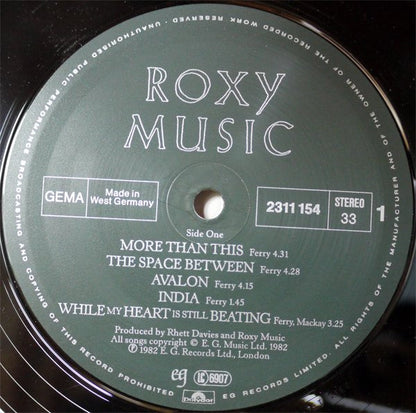 ROXY
MUSIC
GEMA
Made in
West Germany
2311 154
STEREO
33
1
Side One
MORE THAN THIS Ferry 4.31
THE SPACE BETWEEN Ferry 4.28
AVALON Ferry 4.15
INDIA Ferry 1.45
WHILE MY HEART IS STILL BEATING Ferry, Mackay 3.25
Produced by Rhett Davies and Roxy Music
All songs copyright © E. G. Music Ltd. 1982
℗ 1982 E. G. Records Ltd., London
eg
LC 6907
polydor
ALL RIGHTS OF THE MANUFACTURER AND OF THE OWNER OF THE RECORDED WORK RESERVED · UNAUTHORISED PUBLIC PERFORMANCE BROADCASTING AND COPYING OF THIS RECORD PROHIBITED EG RECORDS LIMITED.